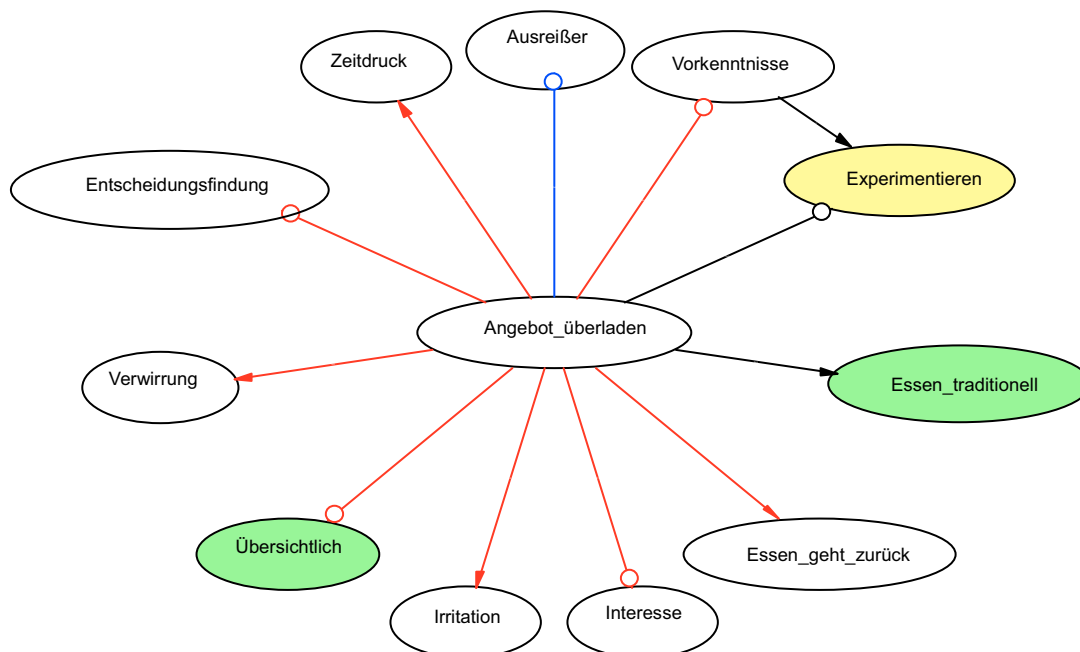 Ausreißer
Zeitdruck
Vorkenntnisse
Entscheidungsfindung
Experimentieren
Angebot_überladen
Verwirrung
Essen_traditionell
Übersichtlich
Essen_geht_zurück
Irritation
Interesse